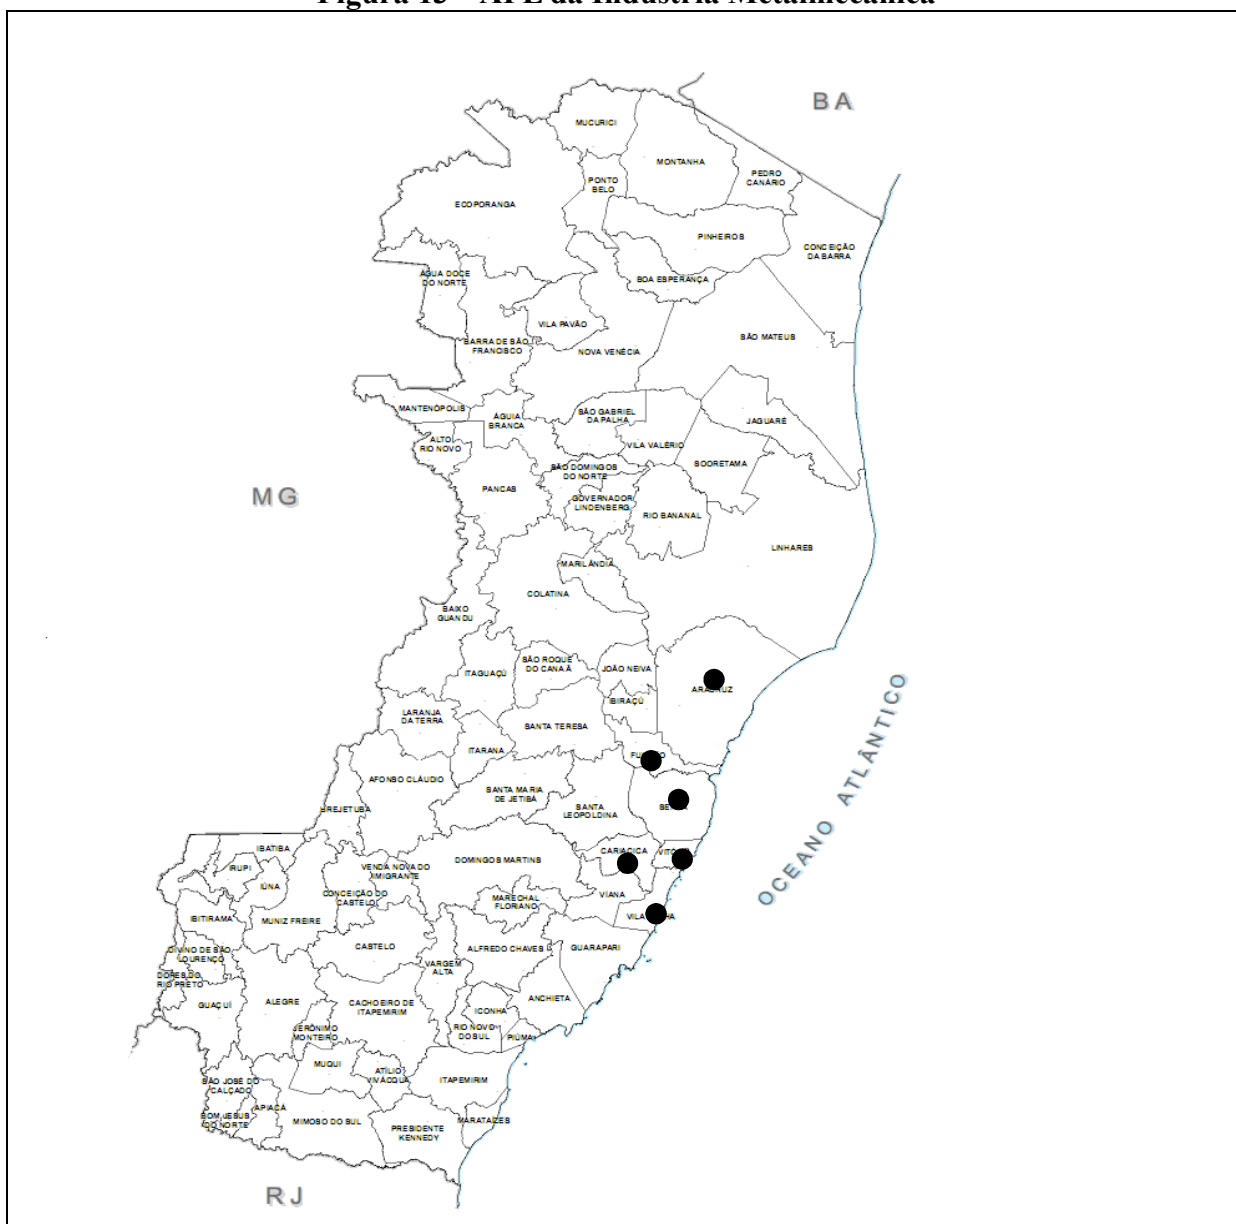 BA
MUCURICI
MONTANHA
PEDRO
CANÁRIO
PONTO
BELO
ECOPORANGA
PINHEIROS
CONCEIÇÃO
DA BARRA
ÁGUA DOCE
DO NORTE
BOA ESPERANÇA
VILA PAVÃO
SÃO MATEUS
BARRA DE SÃO
FRANCISCO
NOVA VENÉCIA
MANTENÓPOLIS
ÁGUIA
BRANCA
SÃO GABRIEL
DA PALHA
JAGUARÉ
ALTO
RIO NOVO
VILA VALÉRIO
SOORETAMA
SÃO DOMINGOS
DO NORTE
MG
PANCAS
GOVERNADOR
LINDENBERG
RIO BANANAL
LINHARES
MARILÂNDIA
COLATINA
BAIXO
GUANDU
SÃO ROQUE
DO CANAÃ
JOÃO NEIVA
ITAGUAÇÚ
IBIRAÇÚ
LARANJA
DA TERRA
SANTA TERESA
ITARANA
OCEANO ATLÂNTICO
AFONSO CLÁUDIO
SANTA MARIA
DE JETIBÁ
SANTA
LEOPOLDINA
BREJETUBA
IBATIBA
CARIACICA
DOMINGOS MARTINS
VENDA NOVA DO
IMIGRANTE
IRUPI
IÚNA
CONCEIÇÃO DO
CASTELO
MARECHAL
FLORIANO
VIANA
IBITIRAMA
MUNIZ FREIRE
CASTELO
ALFREDO CHAVES
GUARAPARI
DIVINO DE SÃO
LOURENÇO
VARGEM
ALTA
DORES DO
RIO PRETO
GUAÇUÍ
ALEGRE
CACHOEIRO DE
ITAPEMIRIM
ANCHIETA
ICONHA
JERÔNIMO
MONTEIRO
RIO NOVO
DO SUL
PIÚMA
MUQUI
ATÍLIO
VIVÁCQUA
ITAPEMIRIM
SÃO JOSÉ DO
CALÇADO
APIACÁ
BOM JESUS
DO NORTE
MIMOSO DO SUL
PRESIDENTE
KENNEDY
MARATAÍZES
RJ